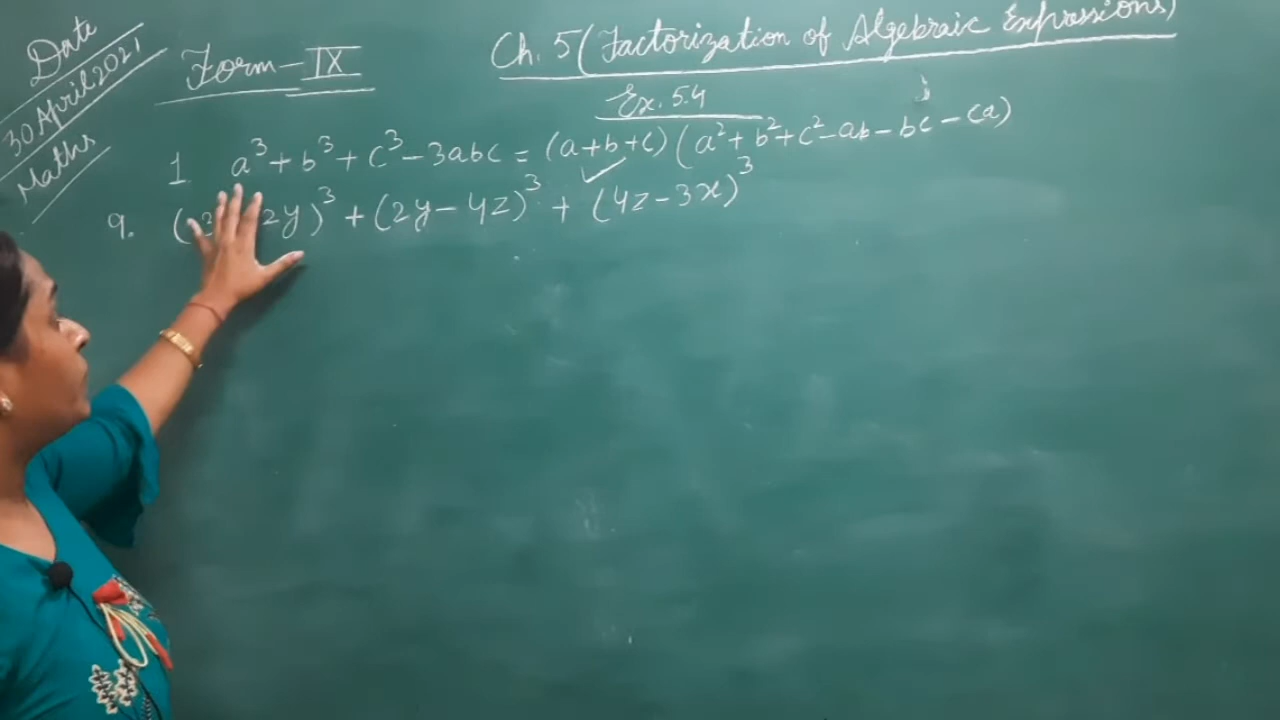 Date
30 April 2021
Maths
Form - IX
Ch. 5 (Factorization of Algebraic Expressions)
Ex. 5.4
1 a³ + b³ + c³ - 3abc = (a+b+c) (a² + b² + c² - ab - bc - ca)
9. ( 2y)³ + (2y - 4z)³ + (4z - 3x)³